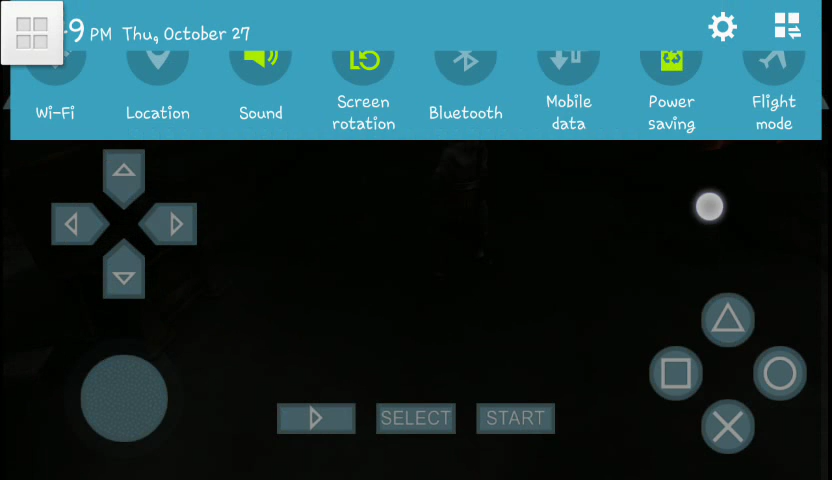 9 PM Thu, October 27
Wi-Fi
Location
Sound
Screen
rotation
Bluetooth
Mobile
data
Power
saving
Flight
mode
SELECT
START